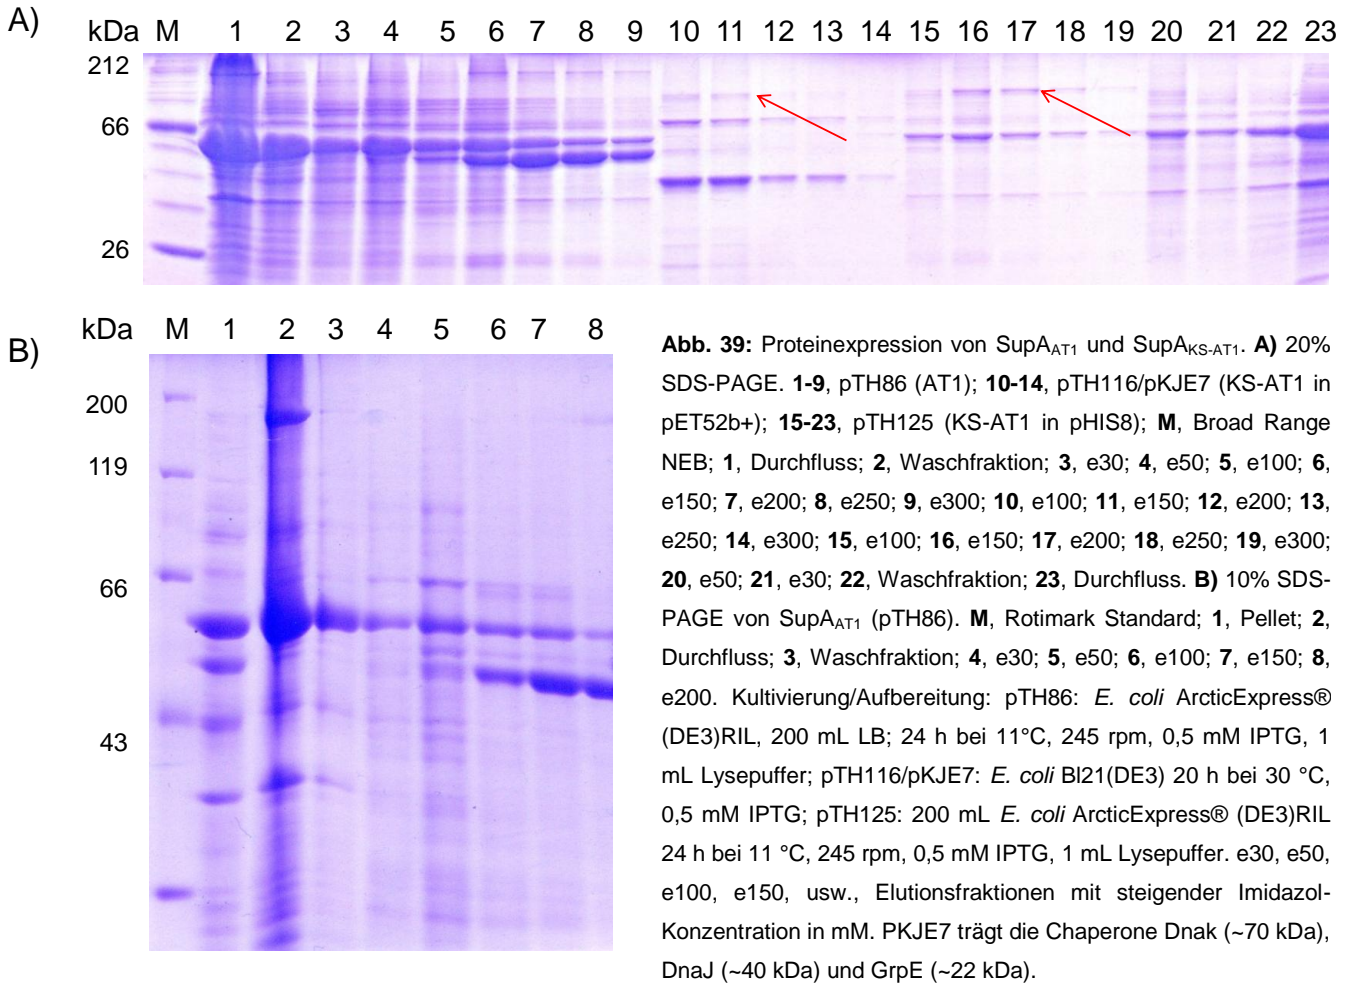 A)
kDa M 1 2 3 4 5 6 7 8 9 10 11 12 13 14 15 16 17 18 19 20 21 22 23
212
66
26
B)
kDa M 1 2 3 4 5 6 7 8
200
119
66
43
Abb. 39: Proteinexpression von SupAAT1 und SupAKS-AT1. A) 20%
SDS-PAGE. 1-9, pTH86 (AT1); 10-14, pTH116/pKJE7 (KS-AT1 in
pET52b+); 15-23, pTH125 (KS-AT1 in pHIS8); M, Broad Range
NEB; 1, Durchfluss; 2, Waschfraktion; 3, e30; 4, e50; 5, e100; 6,
e150; 7, e200; 8, e250; 9, e300; 10, e100; 11, e150; 12, e200; 13,
e250; 14, e300; 15, e100; 16, e150; 17, e200; 18, e250; 19, e300;
20, e50; 21, e30; 22, Waschfraktion; 23, Durchfluss. B) 10% SDS-
PAGE von SupAAT1 (pTH86). M, Rotimark Standard; 1, Pellet; 2,
Durchfluss; 3, Waschfraktion; 4, e30; 5, e50; 6, e100; 7, e150; 8,
e200. Kultivierung/Aufbereitung: pTH86: E. coli ArcticExpress®
(DE3)RIL, 200 mL LB; 24 h bei 11°C, 245 rpm, 0,5 mM IPTG, 1
mL Lysepuffer; pTH116/pKJE7: E. coli Bl21(DE3) 20 h bei 30 °C,
0,5 mM IPTG; pTH125: 200 mL E. coli ArcticExpress® (DE3)RIL
24 h bei 11 °C, 245 rpm, 0,5 mM IPTG, 1 mL Lysepuffer. e30, e50,
e100, e150, usw., Elutionsfraktionen mit steigender Imidazol-
Konzentration in mM. PKJE7 trägt die Chaperone Dnak (~70 kDa),
DnaJ (~40 kDa) und GrpE (~22 kDa).